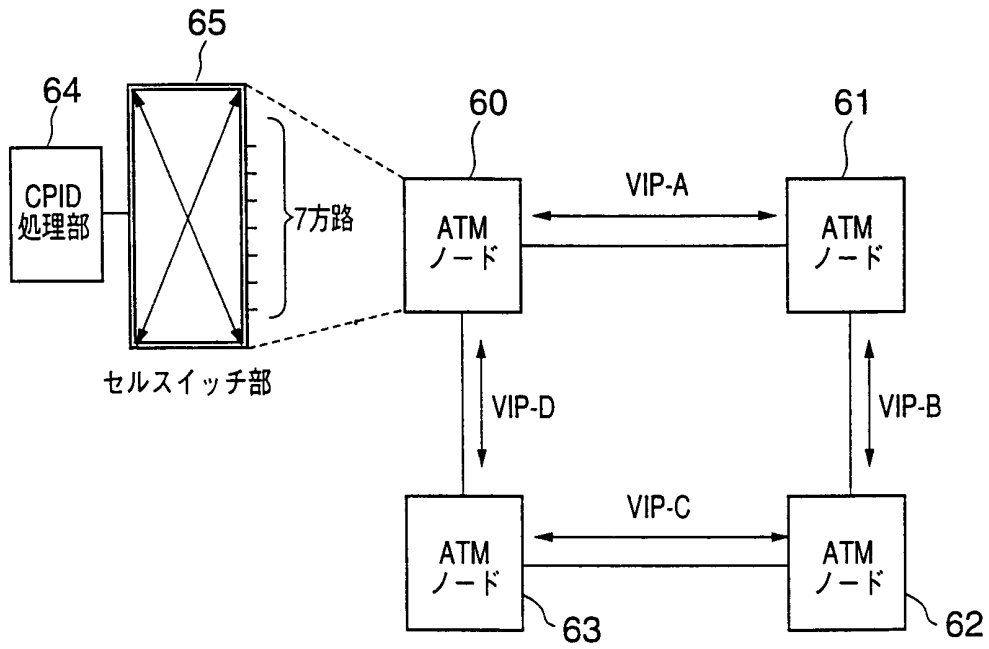 65
64
CPID
処理部
7方路
セルスイッチ部
60
ATM
ノード
61
ATM
ノード
VIP-A
VIP-D
VIP-B
VIP-C
ATM
ノード
63
ATM
ノード
62